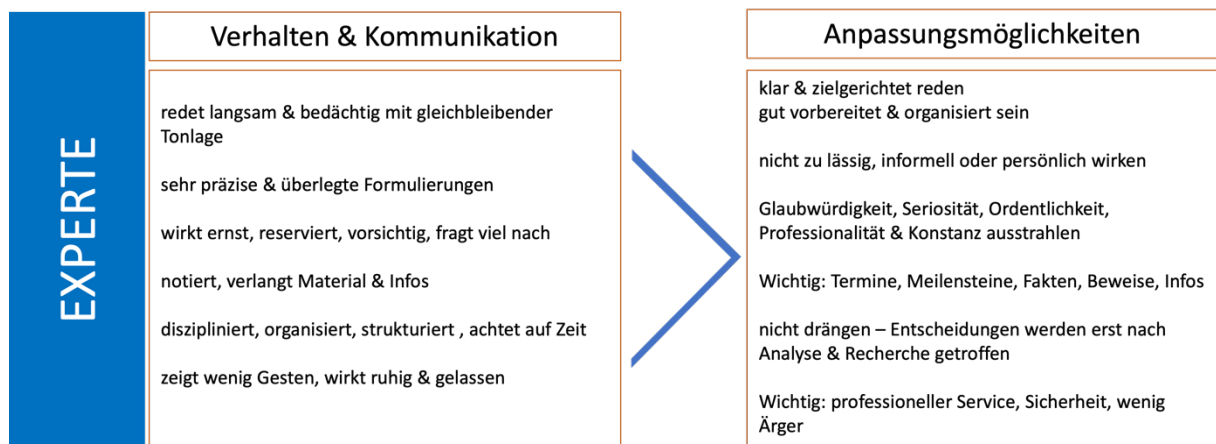 EXPERTE
Verhalten & Kommunikation
redet langsam & bedächtig mit gleichbleibender
Tonlage
sehr präzise & überlegte Formulierungen
wirkt ernst, reserviert, vorsichtig, fragt viel nach
notiert, verlangt Material & Infos
diszipliniert, organisiert, strukturiert , achtet auf Zeit
zeigt wenig Gesten, wirkt ruhig & gelassen
Anpassungsmöglichkeiten
klar & zielgerichtet reden
gut vorbereitet & organisiert sein
nicht zu lässig, informell oder persönlich wirken
Glaubwürdigkeit, Seriosität, Ordentlichkeit,
Professionalität & Konstanz ausstrahlen
Wichtig: Termine, Meilensteine, Fakten, Beweise, Infos
nicht drängen – Entscheidungen werden erst nach
Analyse & Recherche getroffen
Wichtig: professioneller Service, Sicherheit, wenig
Ärger